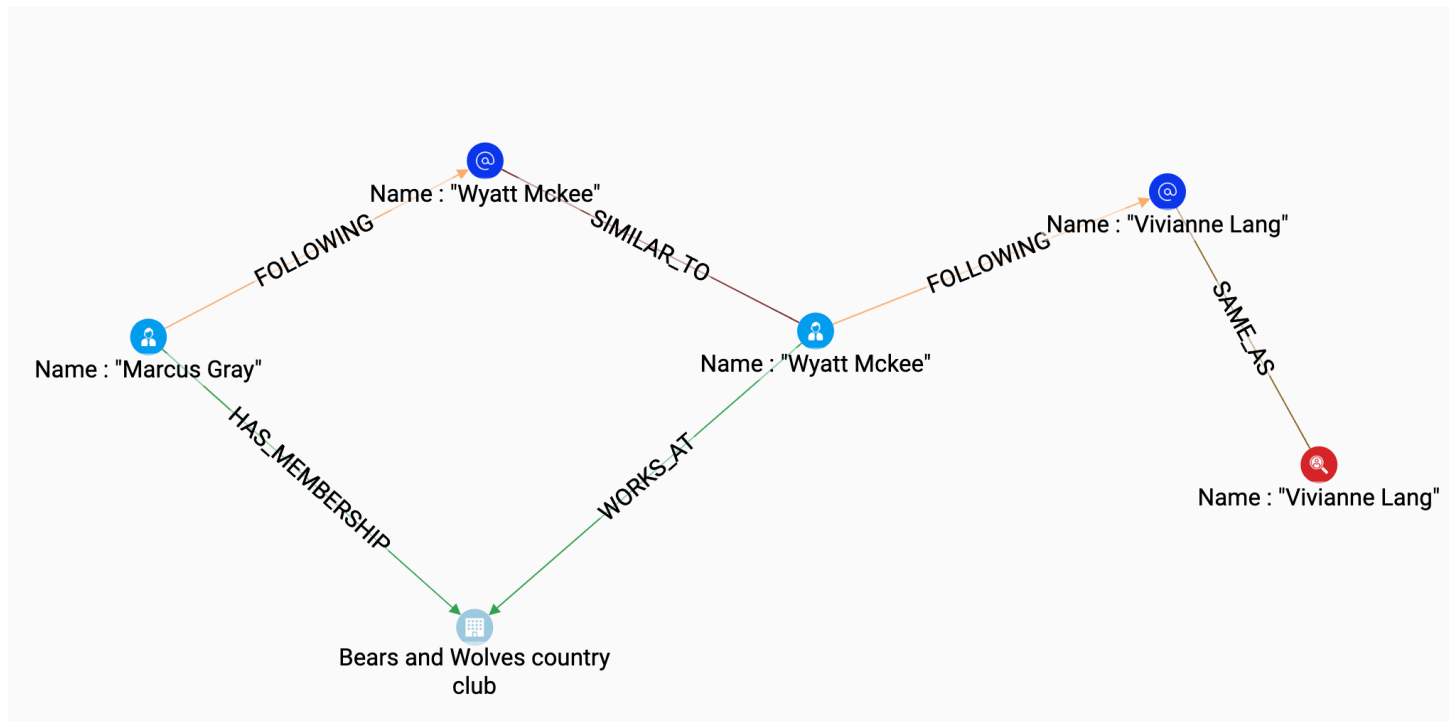 Name : "Wyatt Mckee"
FOLLOWING
SIMILAR_TO
Name : "Vivianne Lang"
FOLLOWING
SAME_AS
Name : "Marcus Gray"
Name : "Wyatt Mckee"
HAS_MEMBERSHIP
WORKS_AT
Name : "Vivianne Lang"
Bears and Wolves country
club